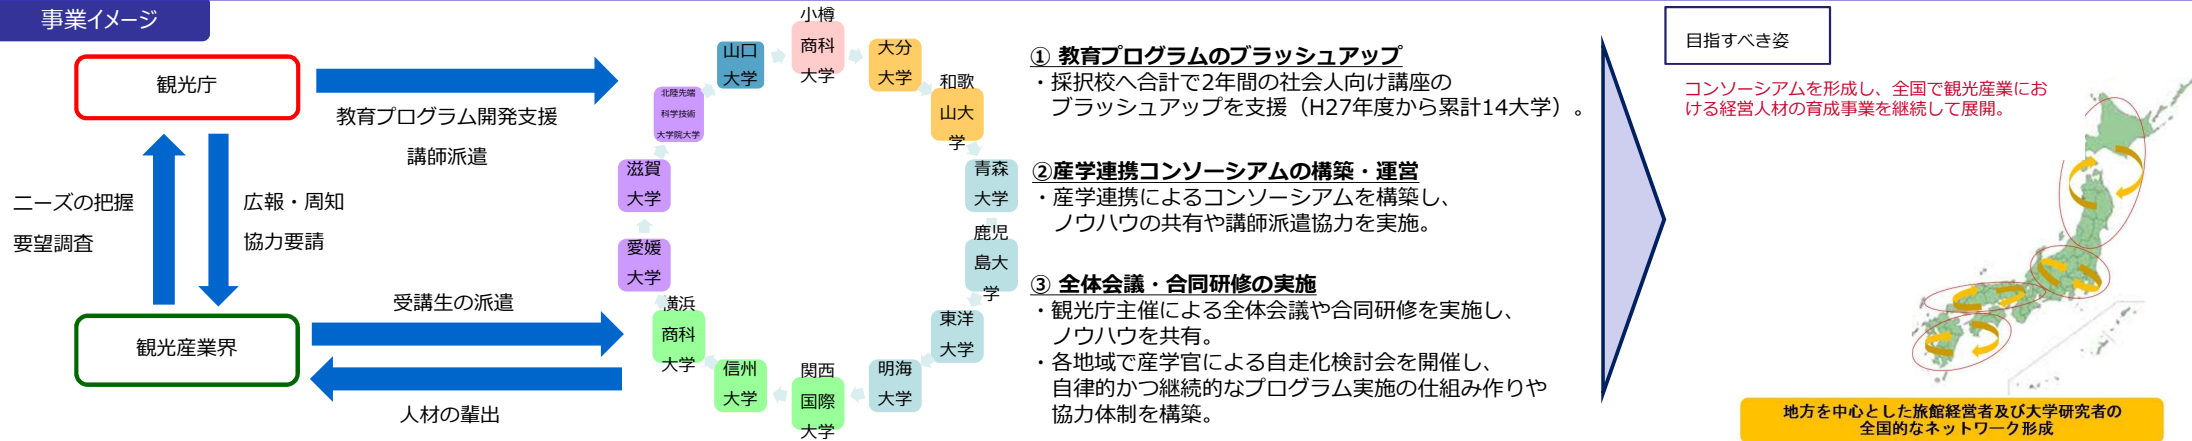 事業イメージ
観光庁
教育プログラム開発支援
講師派遣
ニーズの把握
要望調査
広報・周知
協力要請
観光産業界
受講生の派遣
人材の輩出
小樽
商科
大学
大分
大学
和歌
山大
学
青森
大学
鹿児
島大
学
東洋
大学
明海
大学
関西
国際
大学
信州
大学
横浜
商科
大学
愛媛
大学
滋賀
大学
北陸先端
科学技術
大学院大学
山口
大学
① 教育プログラムのブラッシュアップ
・採択校へ合計で2年間の社会人向け講座の
ブラッシュアップを支援（H27年度から累計14大学）。
②産学連携コンソーシアムの構築・運営
・産学連携によるコンソーシアムを構築し、
ノウハウの共有や講師派遣協力を実施。
③ 全体会議・合同研修の実施
・観光庁主催による全体会議や合同研修を実施し、
ノウハウを共有。
・各地域で産学官による自走化検討会を開催し、
自律的かつ継続的なプログラム実施の仕組み作りや
協力体制を構築。
目指すべき姿
コンソーシアムを形成し、全国で観光産業にお
ける経営人材の育成事業を継続して展開。
地方を中心とした旅館経営者及び大学研究者の
全国的なネットワーク形成